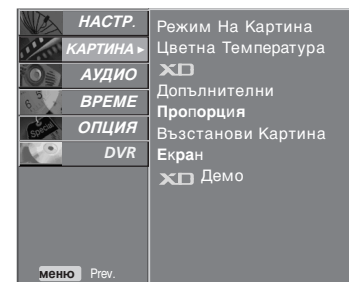 НАСТР.
КАРТИНА ►
АУДИО
ВРЕМЕ
ОПЦИЯ
DVR
Режим На Картина
Цветна Температура
XD
Допълнителни
Пропорция
Възстанови Картина
Екран
XD Демо
меню Prev.